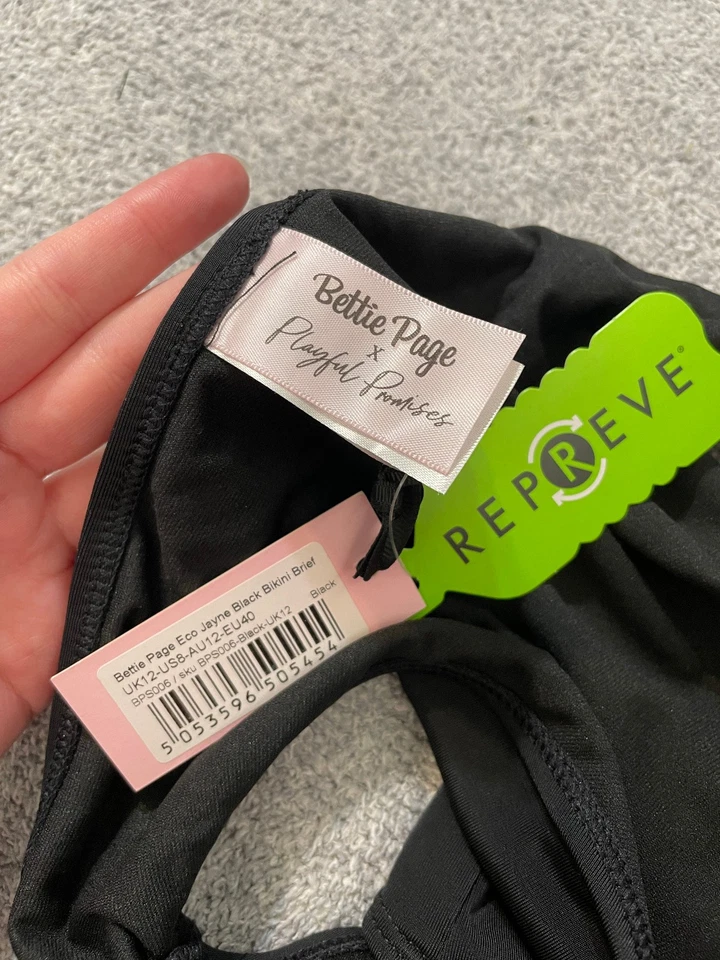 Bettie Page
x
Playful Promises
REPREVE®
Bettie Page Eco Jayne Black Bikini Brief
UK12-US8-AU12-EU40
BPS006 / sku BPS006-Black-UK12
Black
5 053596 505454